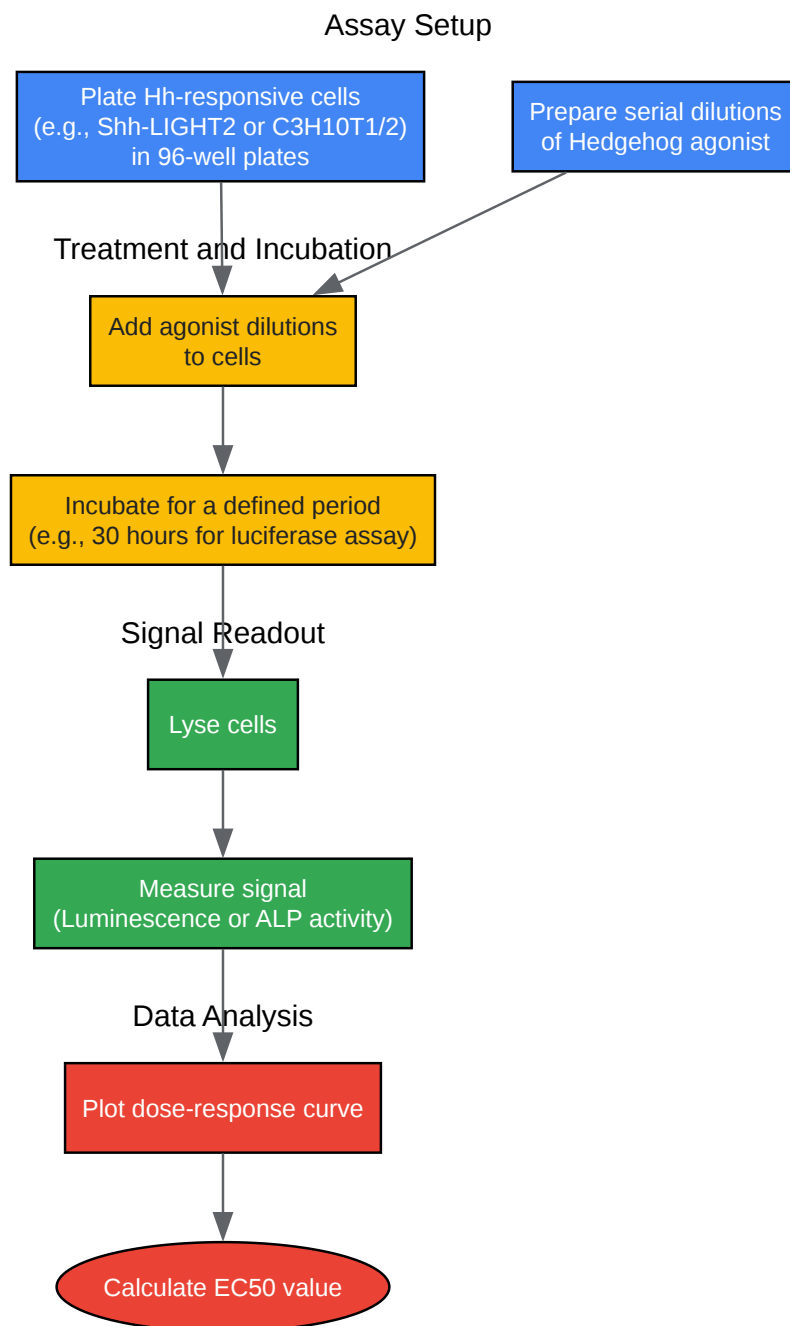 Assay Setup
Plate Hh-responsive cells
(e.g., Shh-LIGHT2 or C3H10T1/2)
in 96-well plates
Prepare serial dilutions
of Hedgehog agonist
Treatment and Incubation
Add agonist dilutions
to cells
Incubate for a defined period
(e.g., 30 hours for luciferase assay)
Signal Readout
Lyse cells
Measure signal
(Luminescence or ALP activity)
Data Analysis
Plot dose-response curve
Calculate EC50 value